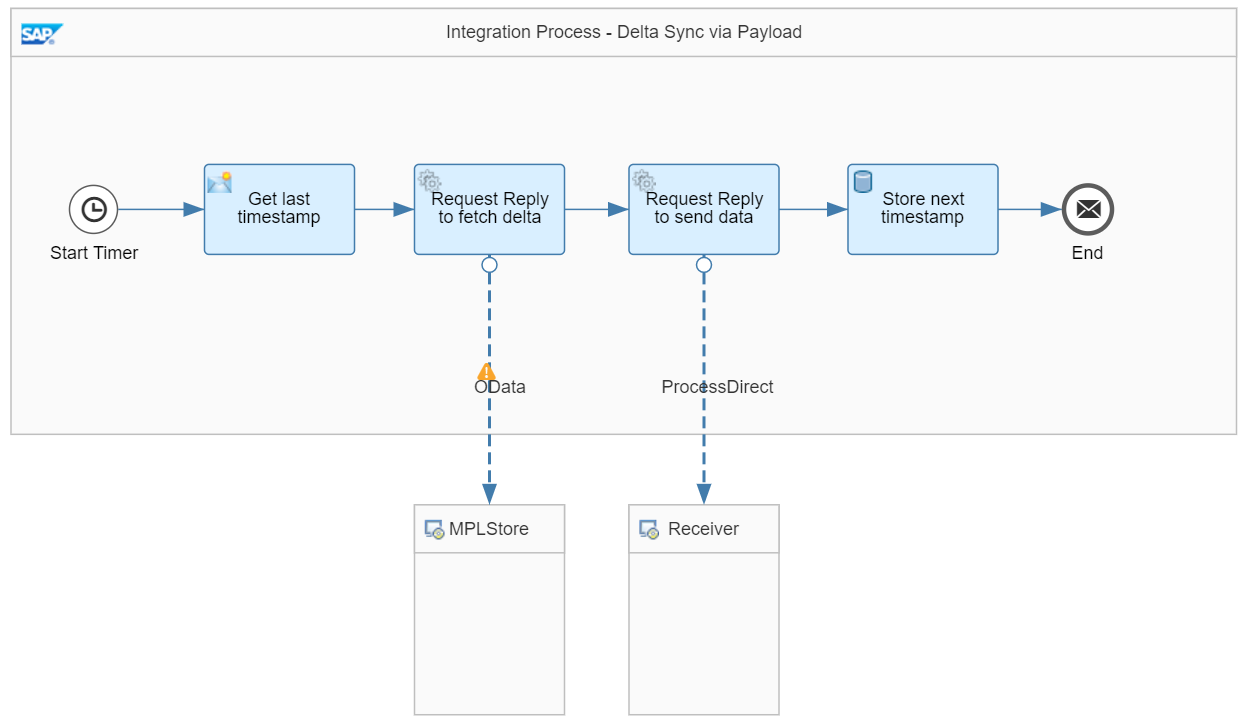 SAP
Integration Process - Delta Sync via Payload
Start Timer
Get last
timestamp
Request Reply
to fetch delta
Request Reply
to send data
Store next
timestamp
End
OData
ProcessDirect
MPLStore
Receiver